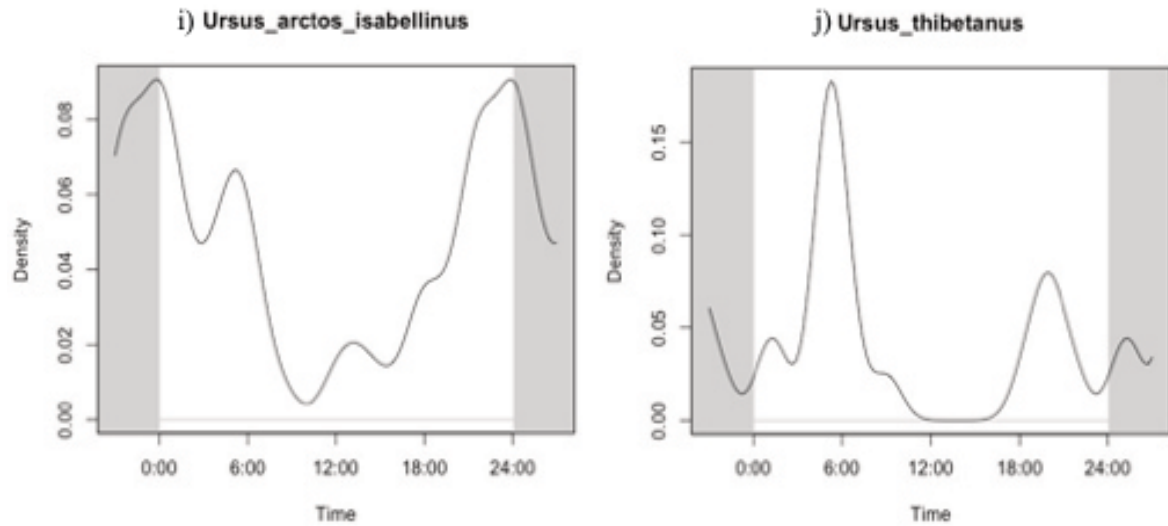 i) Ursus_arctos_isabellinus
Density
0.00
0.02
0.04
0.06
0.08
0:00 6:00 12:00 18:00 24:00
Time
j) Ursus_thibetanus
Density
0.00
0.05
0.10
0.15
0:00 6:00 12:00 18:00 24:00
Time